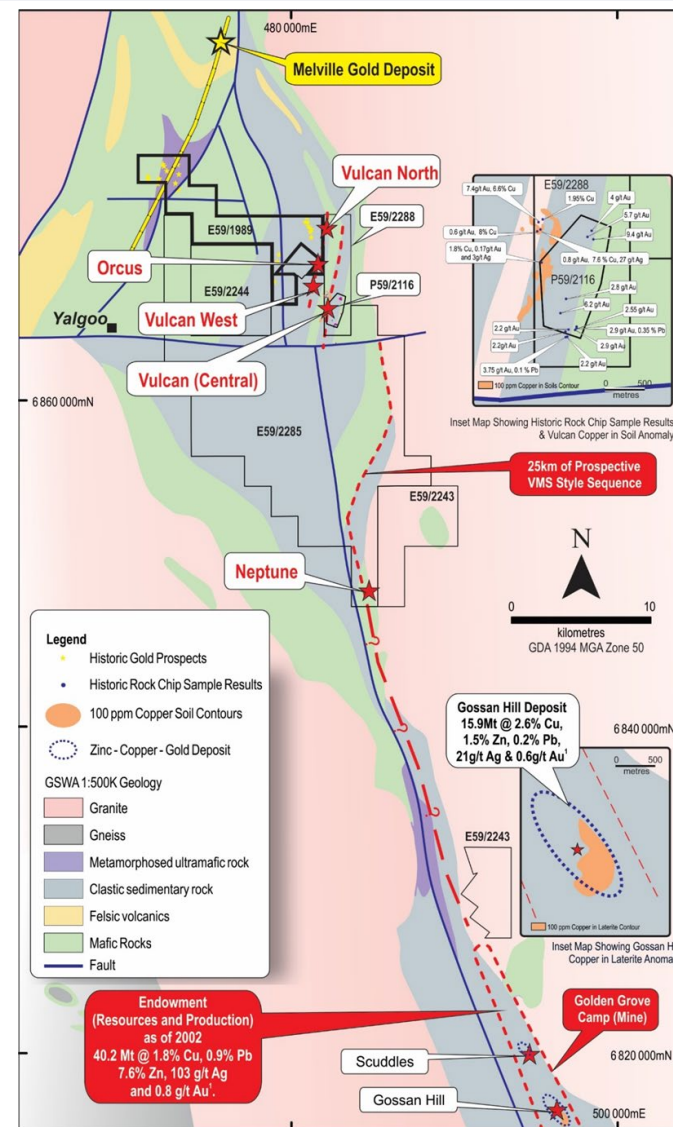 480 000mE
Melville Gold Deposit
Vulcan North
E59/1989
E59/2288
Orcus
E59/2244
P59/2116
Yalgoo
Vulcan West
Vulcan (Central)
6 860 000mN
E59/2285
25km of Prospective
VMS Style Sequence
E59/2243
Neptune
E59/2288
7.4g/t Au, 6.6% Cu
1.95% Cu
4 g/t Au
5.7 g/t Au
0.6 g/t Au, 8% Cu
9.4 g/t Au
1.8% Cu, 0.17g/t Au
and 3g/t Ag
0.8 g/t Au, 7.6 % Cu, 27 g/t Ag
P59/2116
2.8 g/t Au
6.2 g/t Au
2.55 g/t Au
2.2 g/t Au
2.9 g/t Au, 0.35 % Pb
2.2g/t Au
2.9 g/t Au
2.2 g/t Au
3.75 g/t Au, 0.1 % Pb
100 ppm Copper in Soils Contour
0 500
metres
Inset Map Showing Historic Rock Chip Sample Results
& Vulcan Copper in Soil Anomaly
N
0 10
kilometres
GDA 1994 MGA Zone 50
Legend
Historic Gold Prospects
Historic Rock Chip Sample Results
100 ppm Copper Soil Contours
Zinc - Copper - Gold Deposit
GSWA 1:500K Geology
Granite
Gneiss
Metamorphosed ultramafic rock
Clastic sedimentary rock
Felsic volcanics
Mafic Rocks
Fault
?
?
?
Gossan Hill Deposit
15.9Mt @ 2.6% Cu,
1.5% Zn, 0.2% Pb,
21g/t Ag & 0.6g/t Au¹
6 840 000mN
0 500
metres
100 ppm Copper in Laterite Contour
Inset Map Showing Gossan H
Copper in Laterite Anoma
E59/2243
Endowment
(Resources and Production)
as of 2002
40.2 Mt @ 1.8% Cu, 0.9% Pb
7.6% Zn, 103 g/t Ag
and 0.8 g/t Au¹.
Golden Grove
Camp (Mine)
Scuddles
6 820 000mN
Gossan Hill
500 000mE